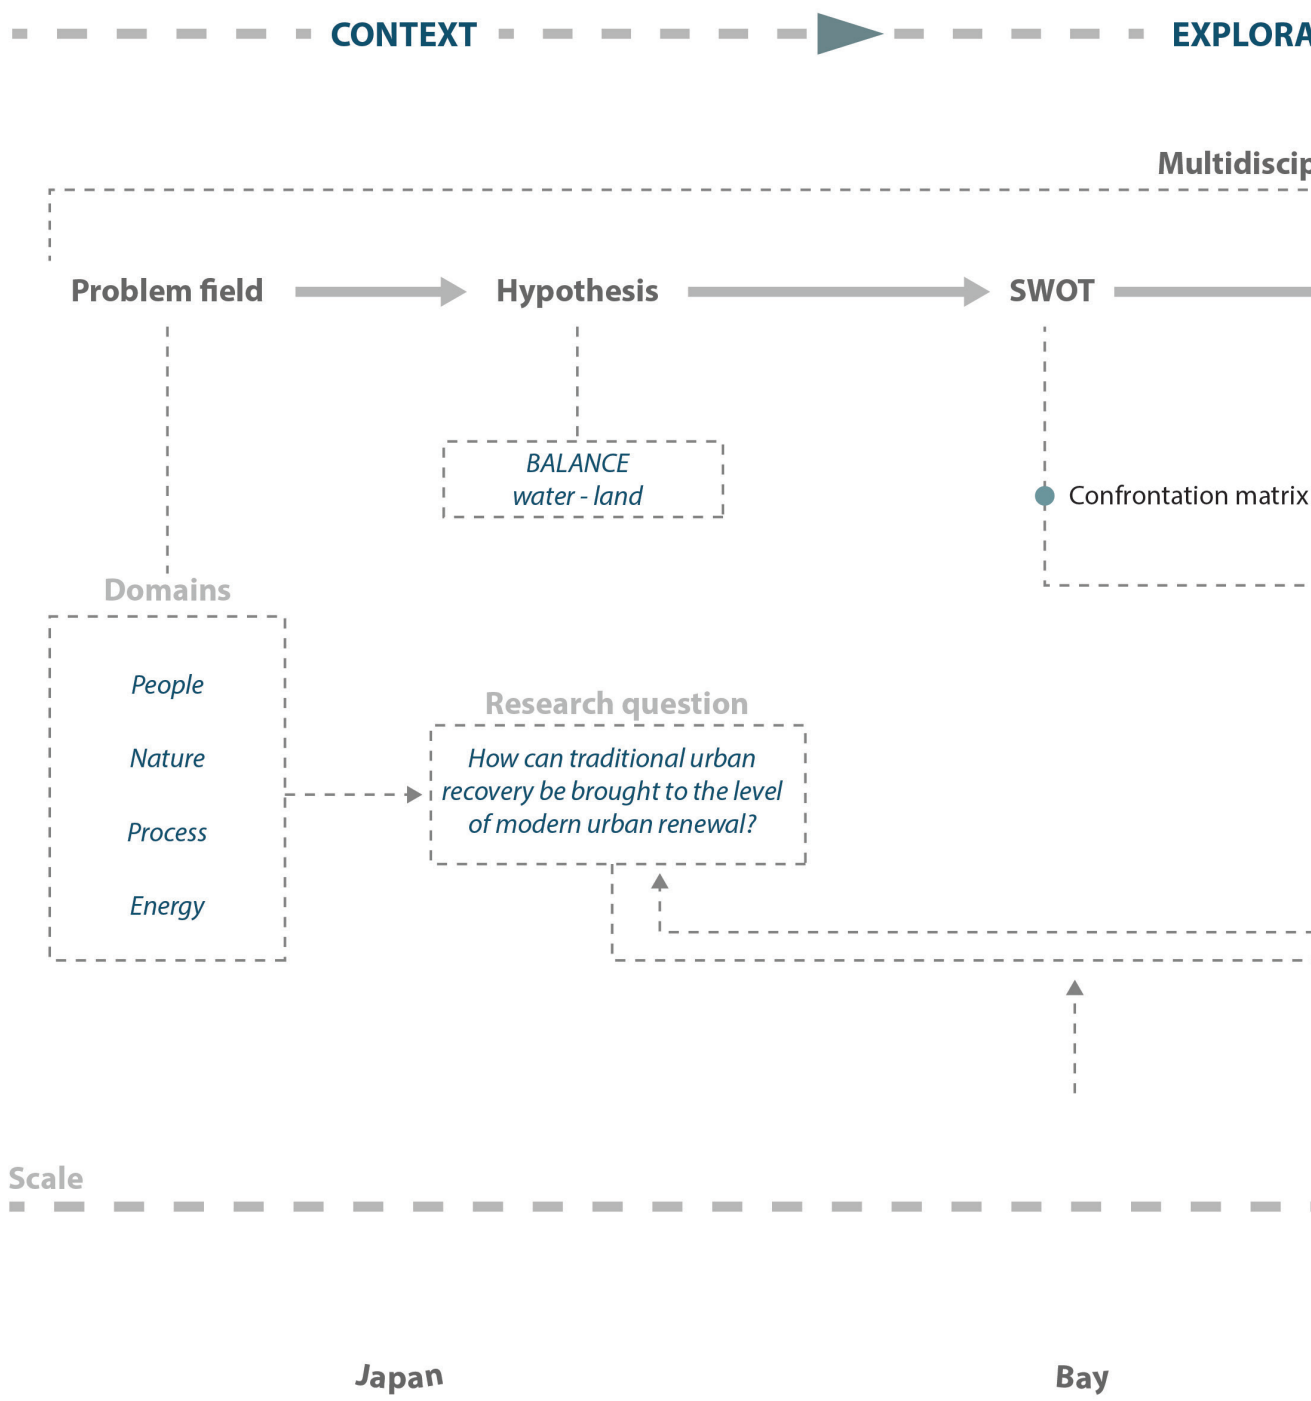 CONTEXT
EXPLORA
Multidiscip
Problem field
Hypothesis
SWOT
BALANCE
water - land
Confrontation matrix
Domains
People
Nature
Process
Energy
Research question
How can traditional urban
recovery be brought to the level
of modern urban renewal?
Scale
Japan
Bay